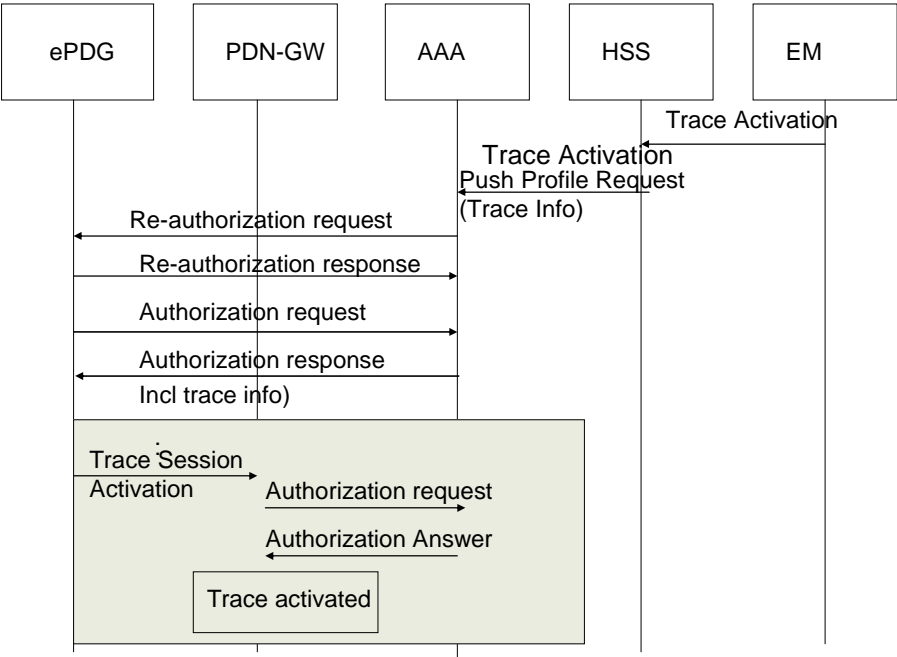 ePDG
PDN-GW
AAA
HSS
EM
Trace Activation
Trace Activation
Push Profile Request
(Trace Info)
Re-authorization request
Re-authorization response
Authorization request
Authorization response
Incl trace info)
:
Trace Session
Activation
Authorization request
Authorization Answer
Trace activated